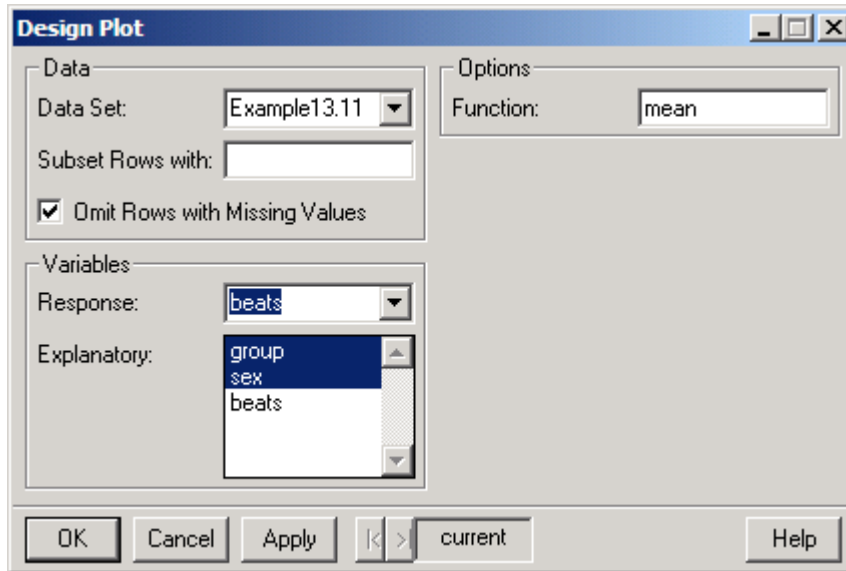 Design Plot
Data
Data Set: Example13.11
Subset Rows with:
Omit Rows with Missing Values
Variables
Response: beats
Explanatory: group
sex
beats
Options
Function: mean
OK Cancel Apply |< >| current Help